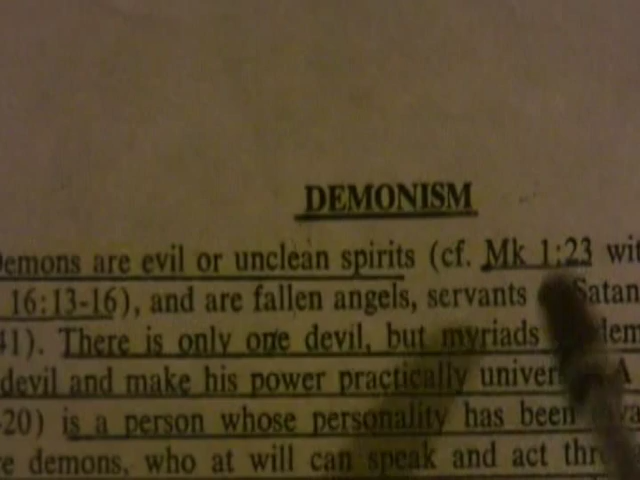 DEMONISM
Demons are evil or unclean spirits (cf. Mk 1:23
16:13-16), and are fallen angels, servants Satan
41). There is only one devil, but myriads
devil and make his power practically A
-20) is a person whose personality has been
demons, who at will can speak and act